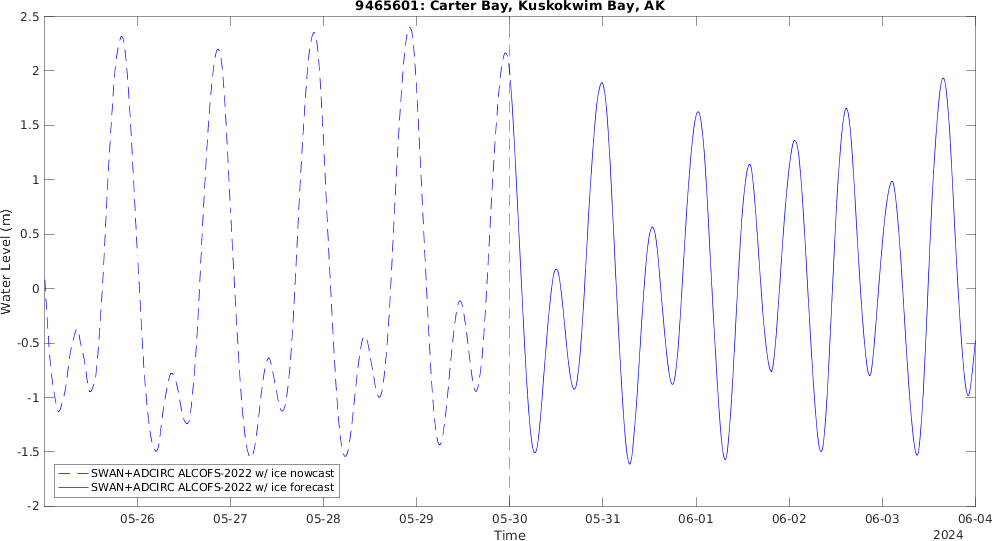 9465601: Carter Bay, Kuskokwim Bay, AK
2.5
2
1.5
1
0.5
0
-0.5
-1
-1.5
-2
Water Level (m)
SWAN+ADCIRC ALCOFS-2022 w/ ice nowcast
SWAN+ADCIRC ALCOFS-2022 w/ ice forecast
05-26 05-27 05-28 05-29 05-30 05-31 06-01 06-02 06-03 06-04
Time
2024